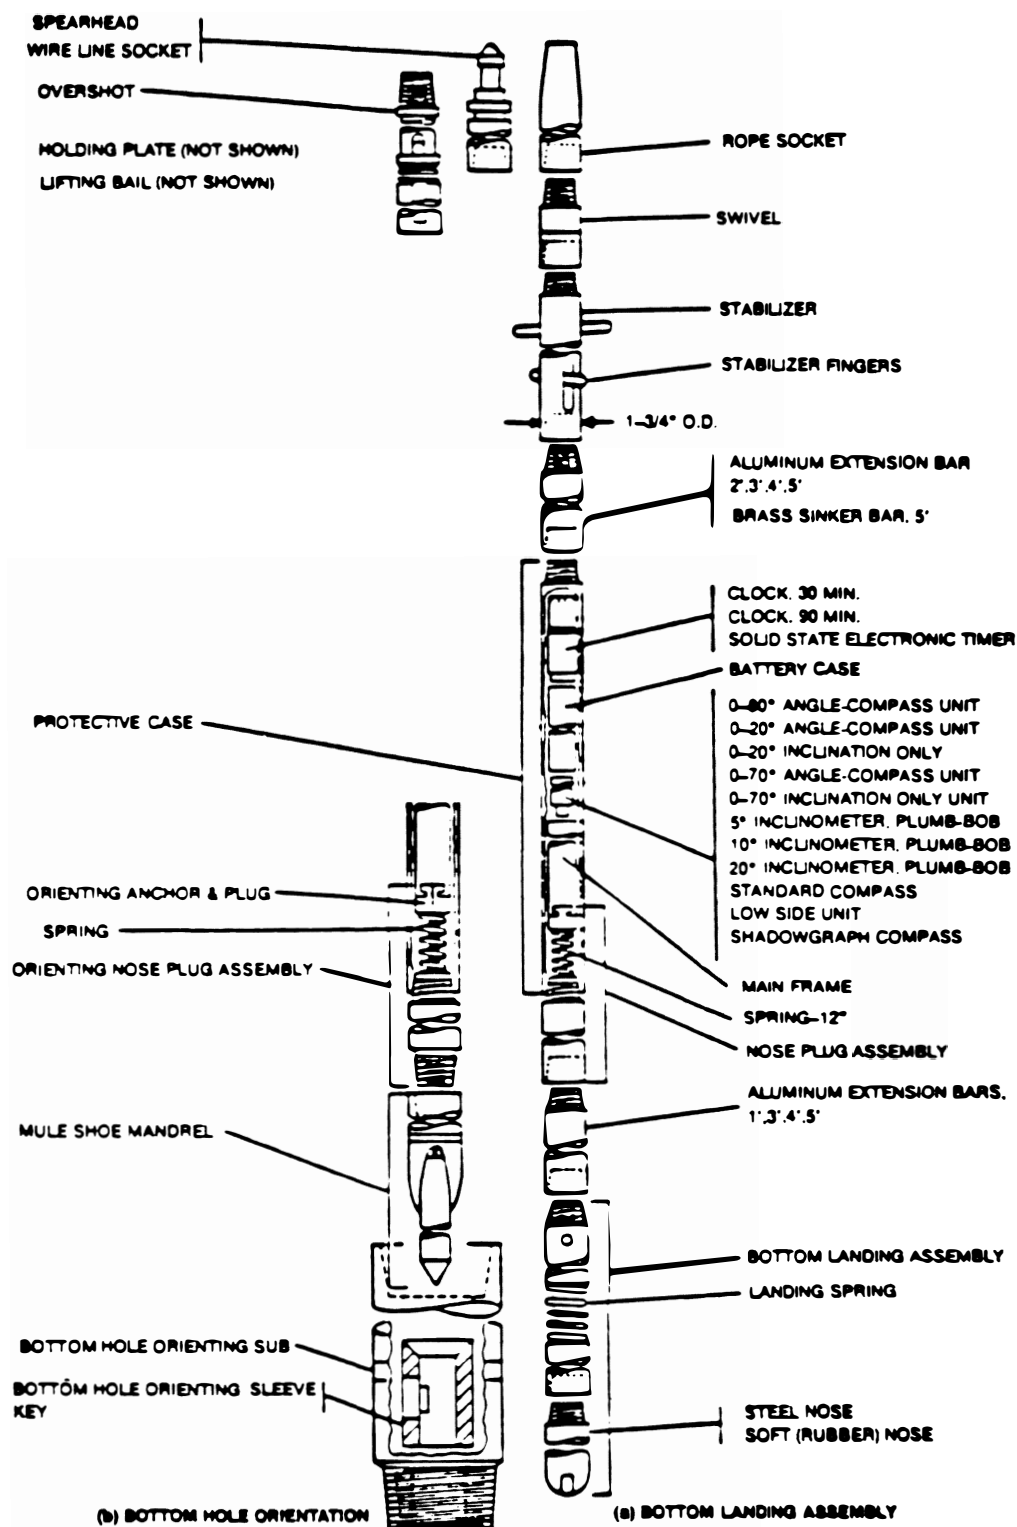 SPEARHEAD
WIRE LINE SOCKET
OVERSHOT
HOLDING PLATE (NOT SHOWN)
LIFTING BAIL (NOT SHOWN)
ROPE SOCKET
SWIVEL
STABILIZER
STABILIZER FINGERS
1-3/4" O.D.
ALUMINUM EXTENSION BAR
2',3',4',5'
BRASS SINKER BAR, 5'
CLOCK, 30 MIN.
CLOCK, 90 MIN.
SOLID STATE ELECTRONIC TIMER
BATTERY CASE
PROTECTIVE CASE
ANGLE-COMPASS UNIT
0-20° ANGLE-COMPASS UNIT
0-20° INCLINATION ONLY
0-70° ANGLE-COMPASS UNIT
0-70° INCLINATION ONLY UNIT
5° INCLINOMETER, PLUMB-BOB
10° INCLINOMETER, PLUMB-BOB
20° INCLINOMETER, PLUMB-BOB
STANDARD COMPASS
LOW SIDE UNIT
SHADOWGRAPH COMPASS
MAIN FRAME
SPRING-12"
NOSE PLUG ASSEMBLY
ALUMINUM EXTENSION BARS,
1',3',4',5'
BOTTOM LANDING ASSEMBLY
LANDING SPRING
STEEL NOSE
SOFT (RUBBER) NOSE
(a) BOTTOM LANDING ASSEMBLY
ORIENTING ANCHOR & PLUG
SPRING
ORIENTING NOSE PLUG ASSEMBLY
MULE SHOE MANDREL
BOTTOM HOLE ORIENTING SUB
BOTTOM HOLE ORIENTING SLEEVE
KEY
(b) BOTTOM HOLE ORIENTATION